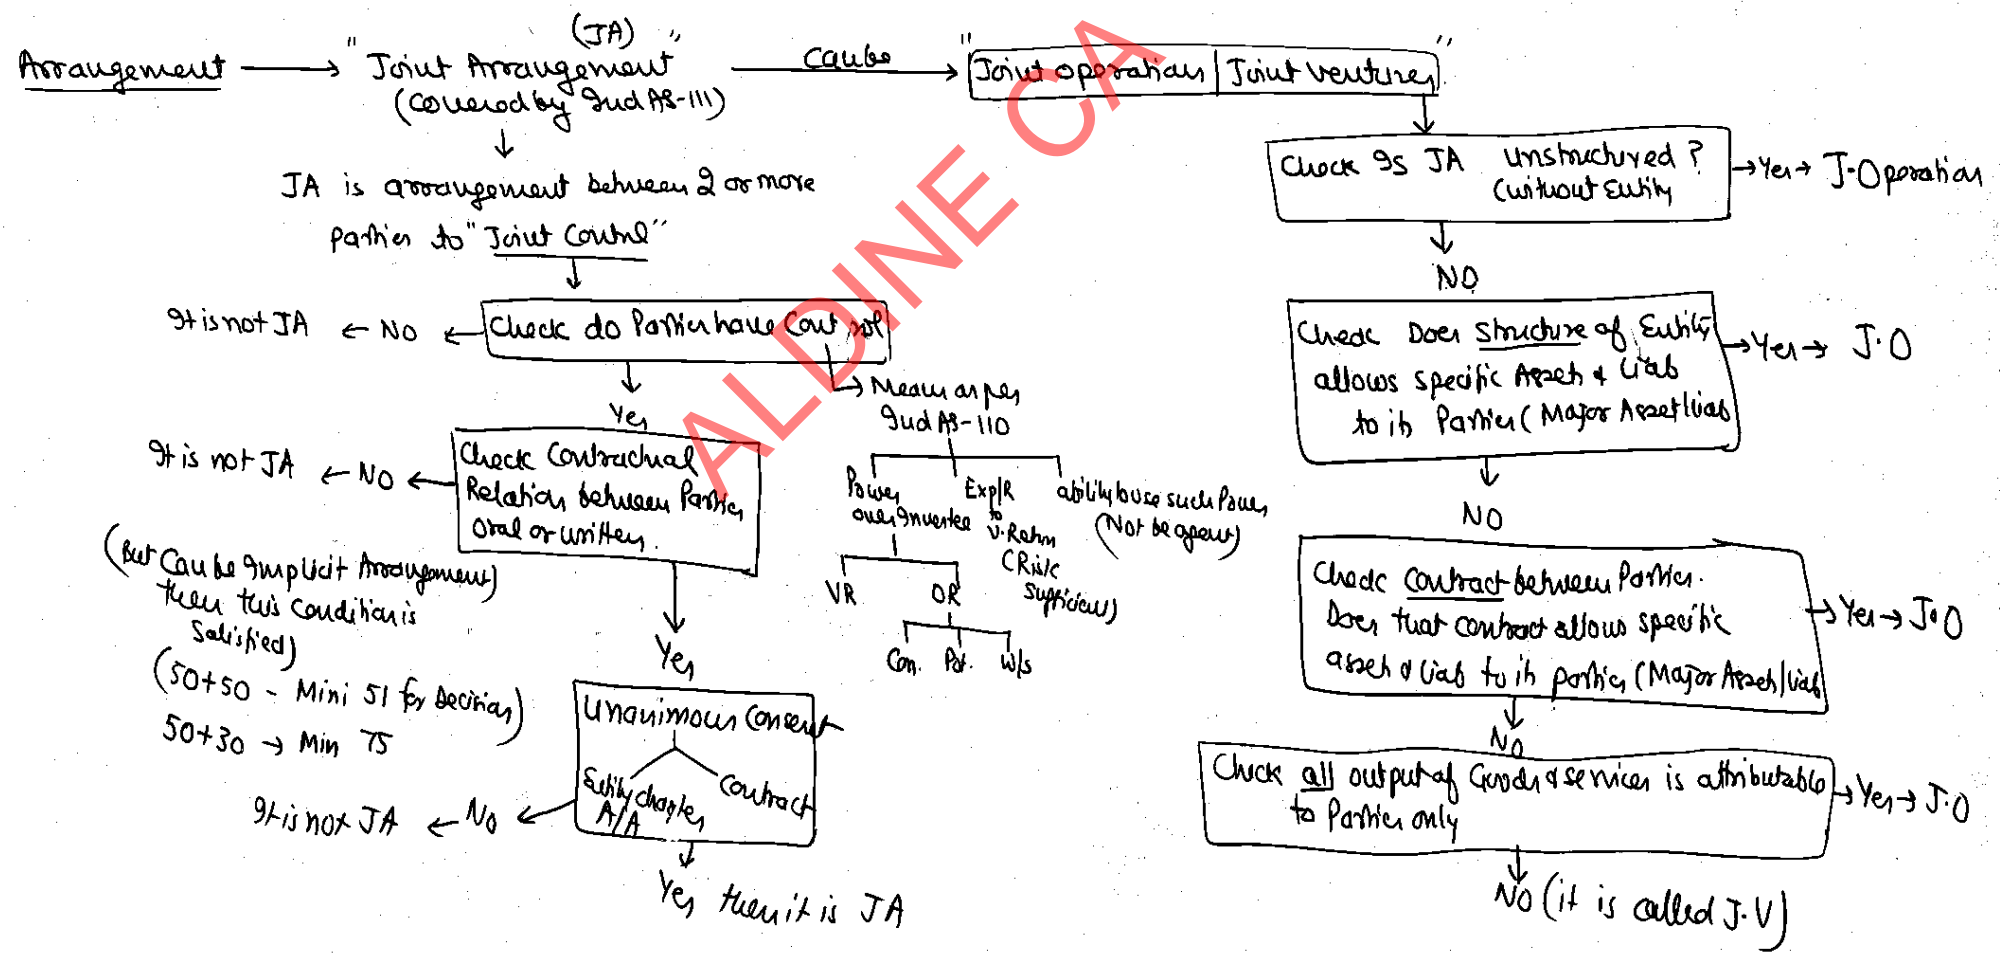 (JA)
Arrangement → "Joint Arrangement" → Can be → "Joint operations | Joint ventures"
(covered by Ind AS-111)
JA is arrangement between 2 or more
parties to "Joint Control"
Check do Parties have Control
It is not JA ← NO ←
→ Means as per
Ind AS-110
Power
over Investee
VR
OR
Con. Pot. W/s
Exp/R
to
V. Return
(Risk
Sufficient)
ability to use such Power
(Not be agent)
Yes
Check Contractual
Relation between Parties
Oral or written.
It is not JA ← NO ←
(But Can be Implicit Arrangement)
then this condition is
Satisfied)
(50+50 - Mini 51 for Decision)
50+30 → Min 75
Yes
Unanimous Consent
Entity chapter
A/A
Contract
It is not JA ← No ←
Yes then it is JA
Check Is JA unstructured ?
(without Entity
→ Yes → J.Operation
NO
Check Does Structure of Entity
allows specific Assets & Liab
to its Parties (Major Asset/Liab
→ Yes → J.O
NO
Check Contract between Parties.
Does that contract allows specific
assets & Liab to its parties (Major Assets/Liab
→ Yes → J.O
NO
Check all output of Goods & services is attributable
to Parties only
→ Yes → J.O
NO (it is called J.V)
ALDINE CA